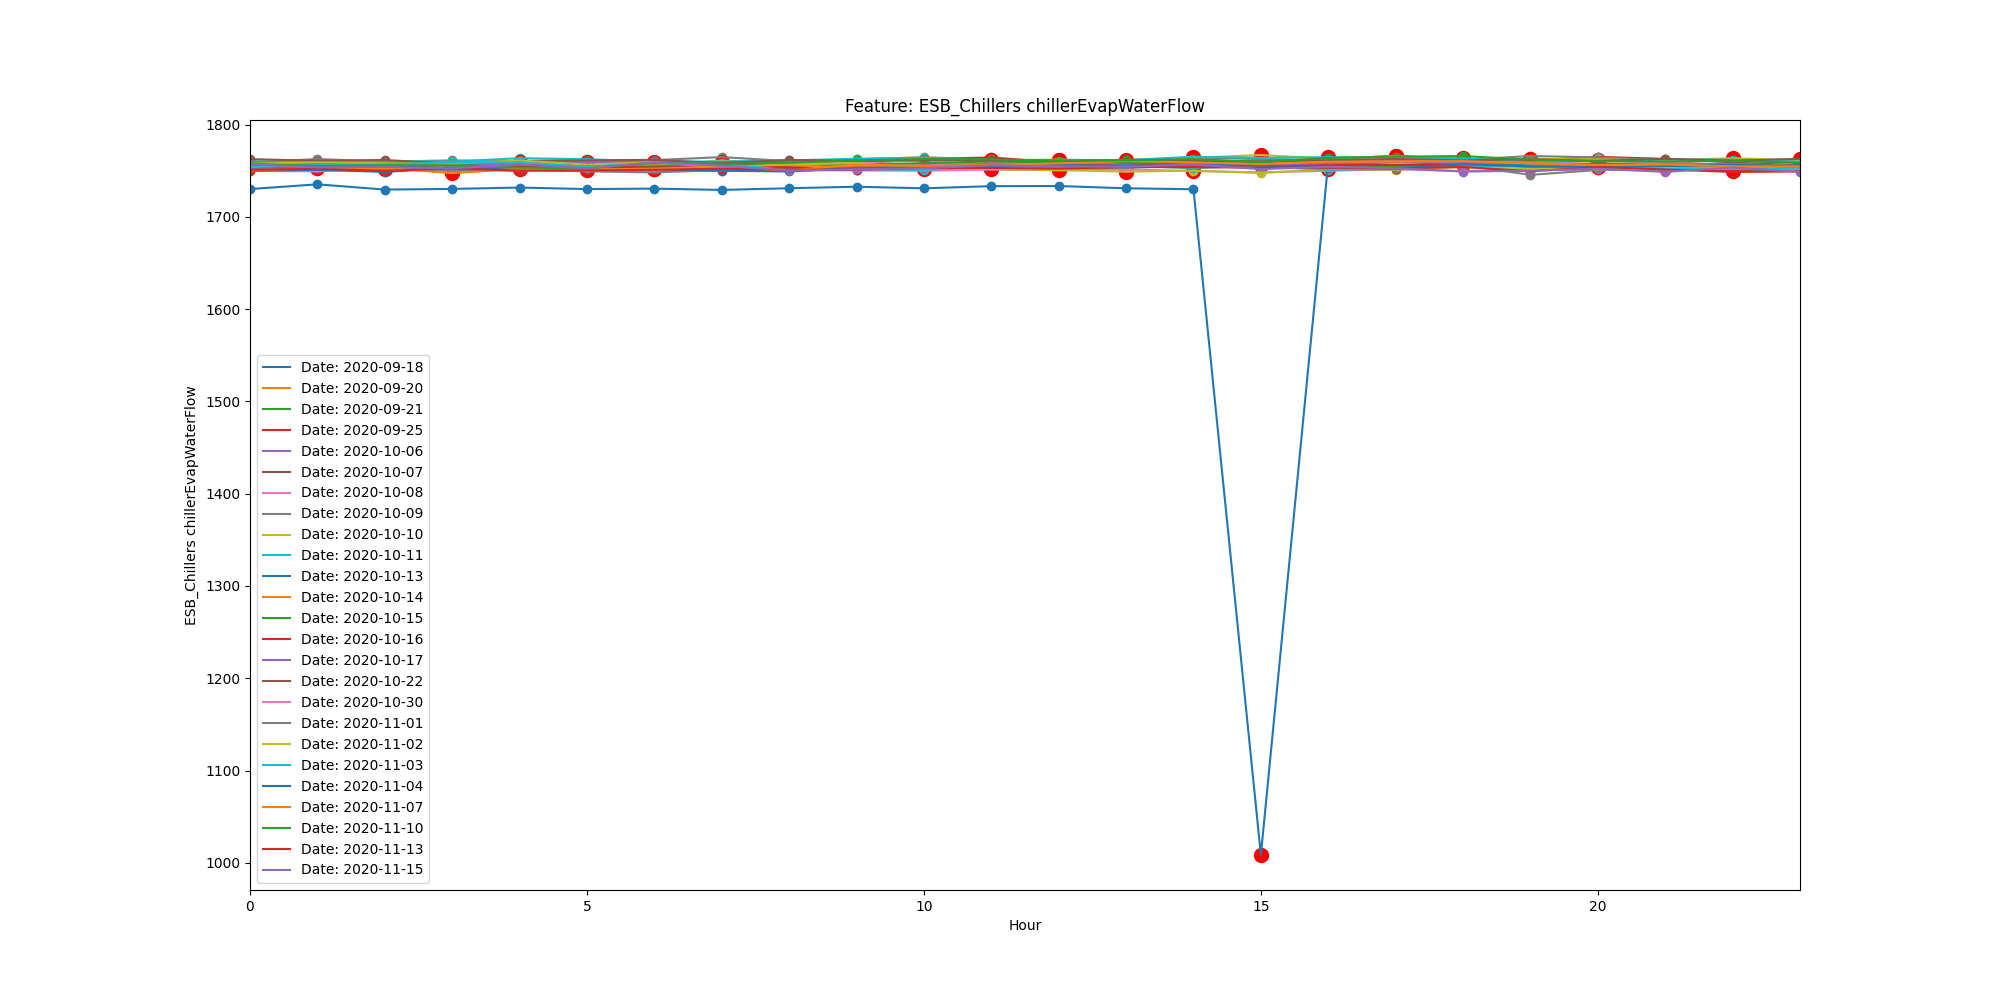 Feature: ESB_Chillers chillerEvapWaterFlow
1800
1700
1600
1500
1400
1300
1200
1100
1000
ESB_Chillers chillerEvapWaterFlow
Date: 2020-09-18
Date: 2020-09-20
Date: 2020-09-21
Date: 2020-09-25
Date: 2020-10-06
Date: 2020-10-07
Date: 2020-10-08
Date: 2020-10-09
Date: 2020-10-10
Date: 2020-10-11
Date: 2020-10-13
Date: 2020-10-14
Date: 2020-10-15
Date: 2020-10-16
Date: 2020-10-17
Date: 2020-10-22
Date: 2020-10-30
Date: 2020-11-01
Date: 2020-11-02
Date: 2020-11-03
Date: 2020-11-04
Date: 2020-11-07
Date: 2020-11-10
Date: 2020-11-13
Date: 2020-11-15
0 5 10 15 20
Hour